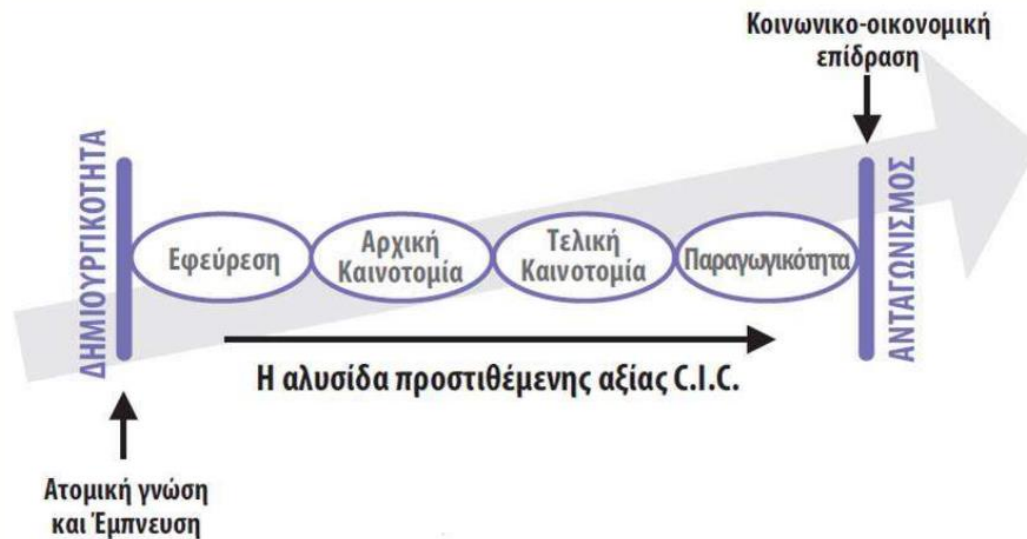 Κοινωνικο-οικονομική
επίδραση
ΔΗΜΙΟΥΡΓΙΚΟΤΗΤΑ
Εφεύρεση
Αρχική
Καινοτομία
Τελική
Καινοτομία
Παραγωγικότητα
ΑΝΤΑΓΩΝΙΣΜΟΣ
Η αλυσίδα προστιθέμενης αξίας C.I.C.
Ατομική γνώση
και Έμπνευση